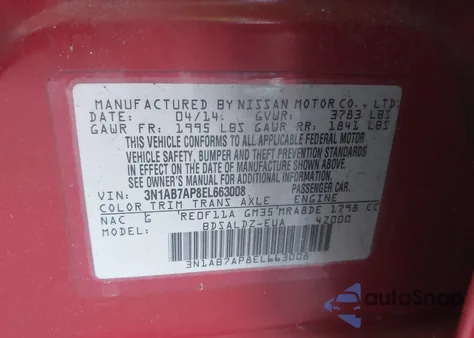 MANUFACTURED BY NISSAN MOTOR CO., LTD.
DATE: 04/14 GVWR: 3783 LBS
GAWR FR: 1995 LBS GAWR RR: 1841 LBS
THIS VEHICLE CONFORMS TO ALL APPLICABLE FEDERAL MOTOR
VEHICLE SAFETY, BUMPER AND THEFT PREVENTION STANDARDS
IN EFFECT ON THE DATE OF MANUFACTURE SHOWN ABOVE.
SEE OWNER'S MANUAL FOR ADDITIONAL INFORMATION.
VIN: 3N1AB7AP8EL663008 PASSENGER CAR.
COLOR TRIM TRANS AXLE ENGINE
NAC G RE0F11A GM35 MRA8DE 1798 CC
BDSALDZ-EUA 4Z000
3N1AB7AP8EL663008
autoSnap